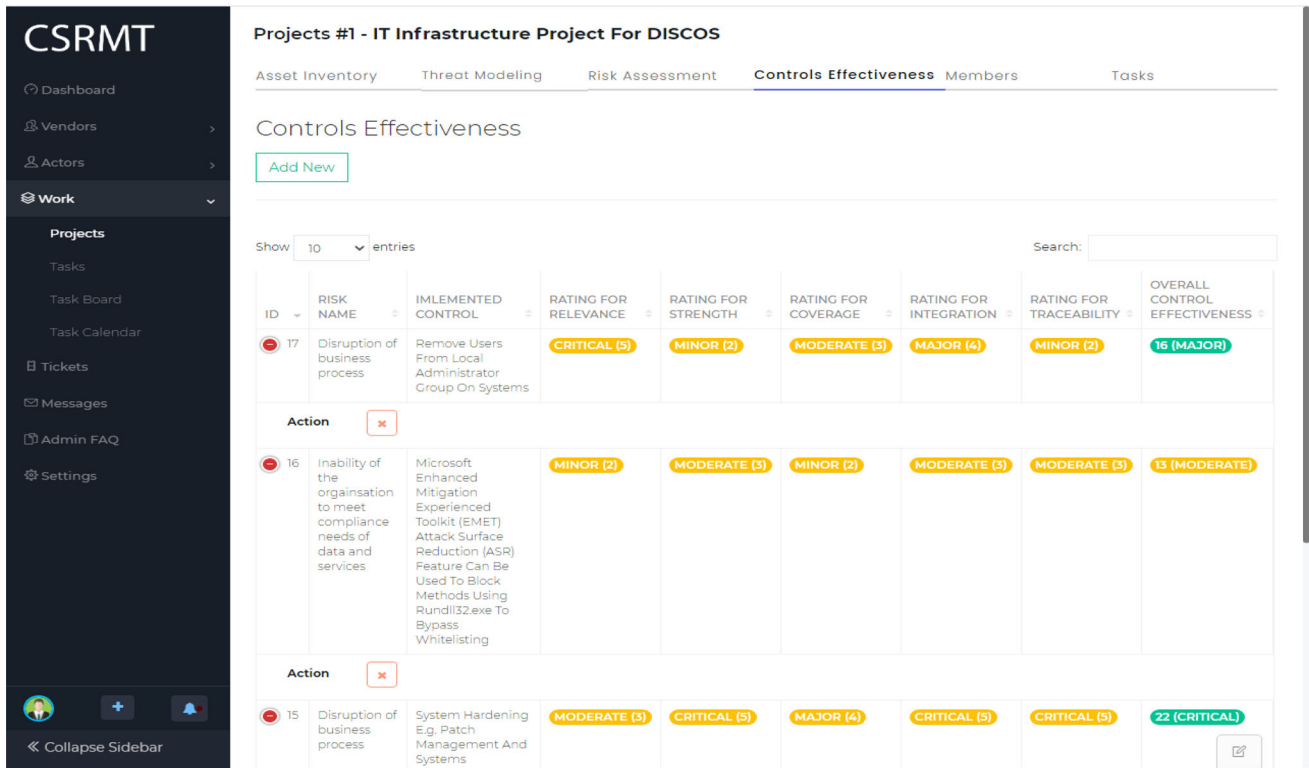 CSRMT
Dashboard
Vendors
Actors
Work
Projects
Tasks
Task Board
Task Calendar
Tickets
Messages
Admin FAQ
Settings
Collapse Sidebar
Projects #1 - IT Infrastructure Project For DISCOS
Asset Inventory Threat Modeling Risk Assessment Controls Effectiveness Members Tasks
Controls Effectiveness
Add New
Show 10 entries Search:
ID
RISK
NAME
IMLEMENTED
CONTROL
RATING FOR
RELEVANCE
RATING FOR
STRENGTH
RATING FOR
COVERAGE
RATING FOR
INTEGRATION
RATING FOR
TRACEABILITY
OVERALL
CONTROL
EFFECTIVENESS
17
Disruption of
business
process
Remove Users
From Local
Administrator
Group On Systems
CRITICAL (5)
MINOR (2)
MODERATE (3)
MAJOR (4)
MINOR (2)
16 (MAJOR)
Action
16
Inability of
the
orgainsation
to meet
compliance
needs of
data and
services
Microsoft
Enhanced
Mitigation
Experienced
Toolkit (EMET)
Attack Surface
Reduction (ASR)
Feature Can Be
Used To Block
Methods Using
Rundll32.exe To
Bypass
Whitelisting
MINOR (2)
MODERATE (3)
MINOR (2)
MODERATE (3)
MODERATE (3)
13 (MODERATE)
Action
15
Disruption of
business
process
System Hardening
E.g. Patch
Management And
Systems
MODERATE (3)
CRITICAL (5)
MAJOR (4)
CRITICAL (5)
CRITICAL (5)
22 (CRITICAL)